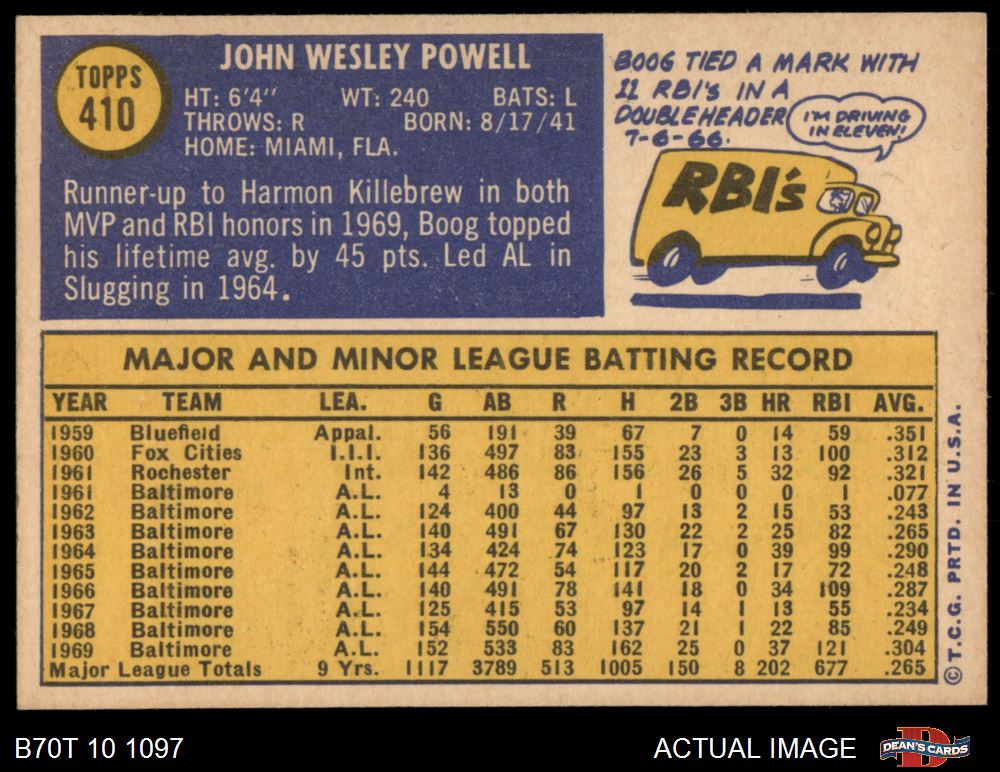 TOPPS
410
JOHN WESLEY POWELL
HT: 6'4" WT: 240 BATS: L
THROWS: R BORN: 8/17/41
HOME: MIAMI, FLA.
Runner-up to Harmon Killebrew in both
MVP and RBI honors in 1969, Boog topped
his lifetime avg. by 45 pts. Led AL in
Slugging in 1964.
BOOG TIED A MARK WITH
11 RBI's IN A
DOUBLEHEADER
7-6-66.
I'M DRIVING
IN ELEVEN!
RBI's
MAJOR AND MINOR LEAGUE BATTING RECORD
YEAR TEAM LEA. G AB R H 2B 3B HR RBI AVG.
1959 Bluefield Appal. 56 191 39 67 7 0 14 59 .351
1960 Fox Cities I.I.I. 136 497 83 155 23 3 13 100 .312
1961 Rochester Int. 142 486 86 156 26 5 32 92 .321
1961 Baltimore A.L. 4 13 0 1 0 0 0 1 .077
1962 Baltimore A.L. 124 400 44 97 13 2 15 53 .243
1963 Baltimore A.L. 140 491 67 130 22 2 25 82 .265
1964 Baltimore A.L. 134 424 74 123 17 0 39 99 .290
1965 Baltimore A.L. 144 472 54 117 20 2 17 72 .248
1966 Baltimore A.L. 140 491 78 141 18 0 34 109 .287
1967 Baltimore A.L. 125 415 53 97 14 1 13 55 .234
1968 Baltimore A.L. 154 550 60 137 21 1 22 85 .249
1969 Baltimore A.L. 152 533 83 162 25 0 37 121 .304
Major League Totals 9 Yrs. 1117 3789 513 1005 150 8 202 677 .265
© T.C.G. PRTD. IN U.S.A.
B70T 10 1097
ACTUAL IMAGE
DEAN'S CARDS